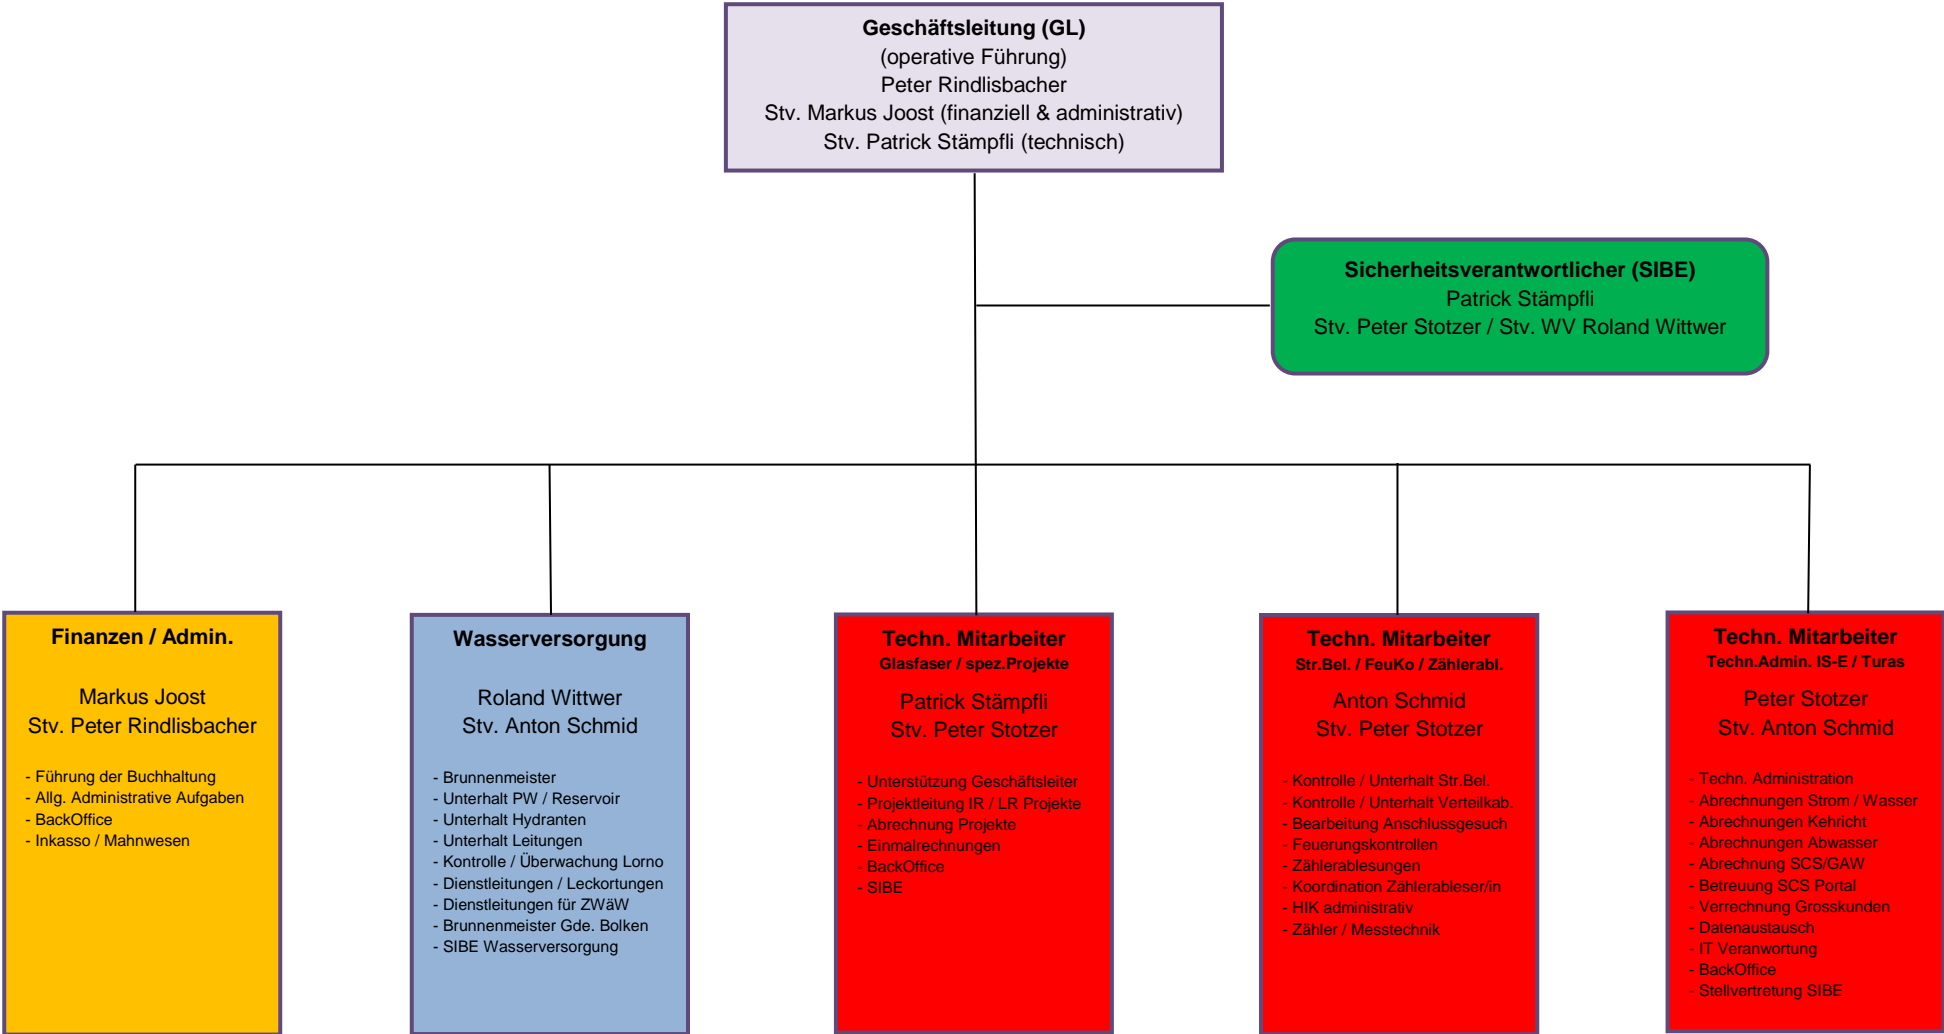 Geschäftsleitung (GL)
(operative Führung)
Peter Rindlisbacher
Stv. Markus Joost (finanziell & administrativ)
Stv. Patrick Stämpfli (technisch)
Sicherheitsverantwortlicher (SIBE)
Patrick Stämpfli
Stv. Peter Stotzer / Stv. WV Roland Wittwer
Finanzen / Admin.
Markus Joost
Stv. Peter Rindlisbacher
- Führung der Buchhaltung
- Allg. Administrative Aufgaben
- BackOffice
- Inkasso / Mahnwesen
Wasserversorgung
Roland Wittwer
Stv. Anton Schmid
- Brunnenmeister
- Unterhalt PW / Reservoir
- Unterhalt Hydranten
- Unterhalt Leitungen
- Kontrolle / Überwachung Lorno
- Dienstleitungen / Leckortungen
- Dienstleitungen für ZWäW
- Brunnenmeister Gde. Bolken
- SIBE Wasserversorgung
Techn. Mitarbeiter
Glasfaser / spez.Projekte
Patrick Stämpfli
Stv. Peter Stotzer
- Unterstützung Geschäftsleiter
- Projektleitung IR / LR Projekte
- Abrechnung Projekte
- Einmalrechnungen
- BackOffice
- SIBE
Techn. Mitarbeiter
Str.Bel. / FeuKo / Zählerabl.
Anton Schmid
Stv. Peter Stotzer
- Kontrolle / Unterhalt Str.Bel.
- Kontrolle / Unterhalt Verteilkab.
- Bearbeitung Anschlussgesuch
- Feuerungskontrollen
- Zählerablesungen
- Koordination Zählerableser/in
- HIK administrativ
- Zähler / Messtechnik
Techn. Mitarbeiter
Techn.Admin. IS-E / Turas
Peter Stotzer
Stv. Anton Schmid
- Techn. Administration
- Abrechnungen Strom / Wasser
- Abrechnungen Kehricht
- Abrechnungen Abwasser
- Abrechnung SCS/GAW
- Betreuung SCS Portal
- Verrechnung Grosskunden
- Datenaustausch
- IT Veranwortung
- BackOffice
- Stellvertretung SIBE